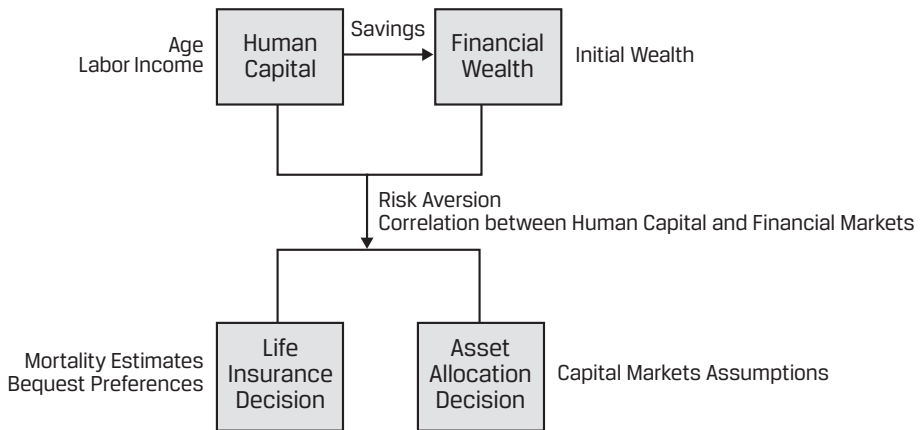 Age
Labor Income
Human
Capital
Savings
Financial
Wealth
Initial Wealth
Risk Aversion
Correlation between Human Capital and Financial Markets
Mortality Estimates
Bequest Preferences
Life
Insurance
Decision
Asset
Allocation
Decision
Capital Markets Assumptions